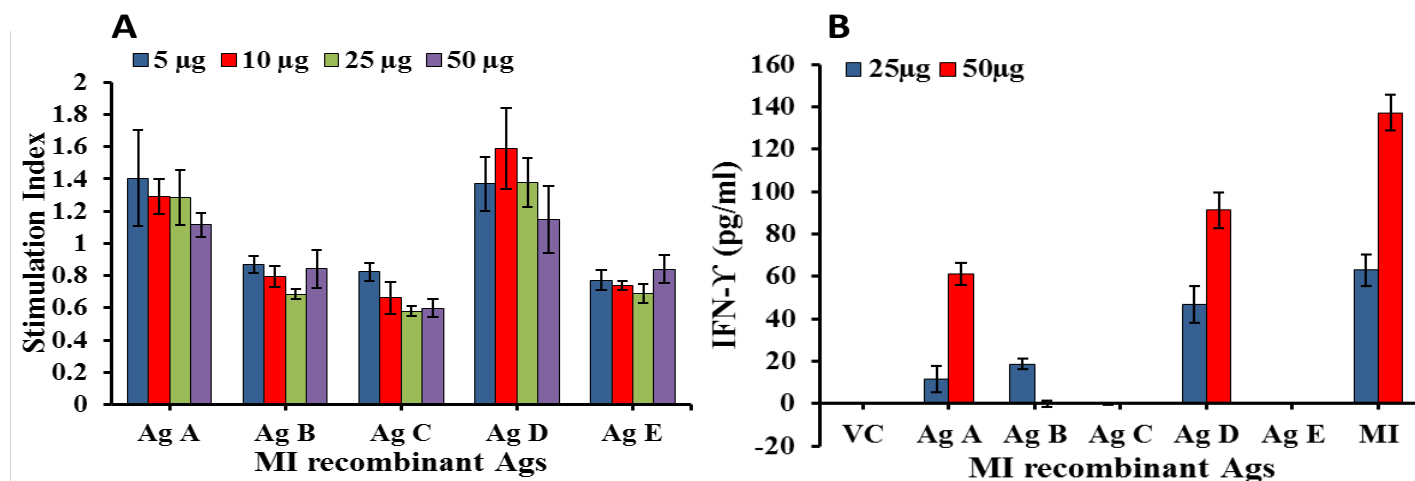 A
5 µg 10 µg 25 µg 50 µg
Stimulation Index
2
1.8
1.6
1.4
1.2
1
0.8
0.6
0.4
0.2
0
Ag A Ag B Ag C Ag D Ag E
MI recombinant Ags
B
25µg 50µg
IFN-ϒ (pg/ml)
160
140
120
100
80
60
40
20
0
-20
VC Ag A Ag B Ag C Ag D Ag E MI
MI recombinant Ags